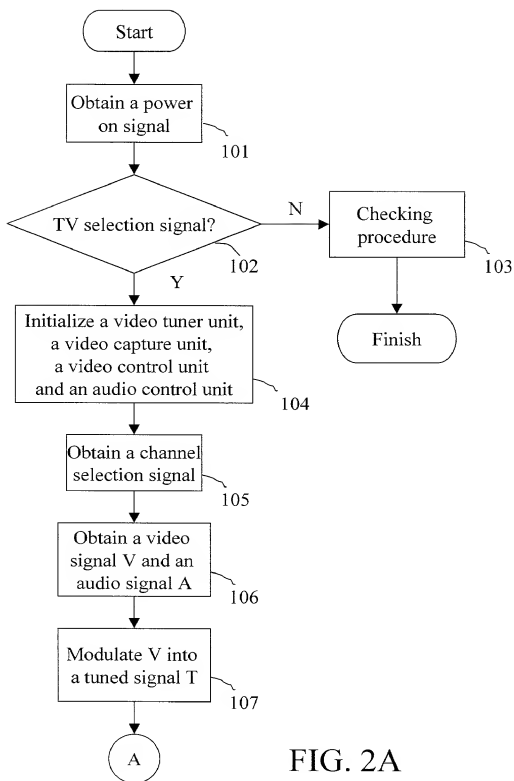 Start
Obtain a power
on signal
101
TV selection signal?
102
N
Checking
procedure
103
Finish
Y
Initialize a video tuner unit,
a video capture unit,
a video control unit
and an audio control unit
104
Obtain a channel
selection signal
105
Obtain a video
signal V and an
audio signal A
106
Modulate V into
a tuned signal T
107
A
FIG. 2A